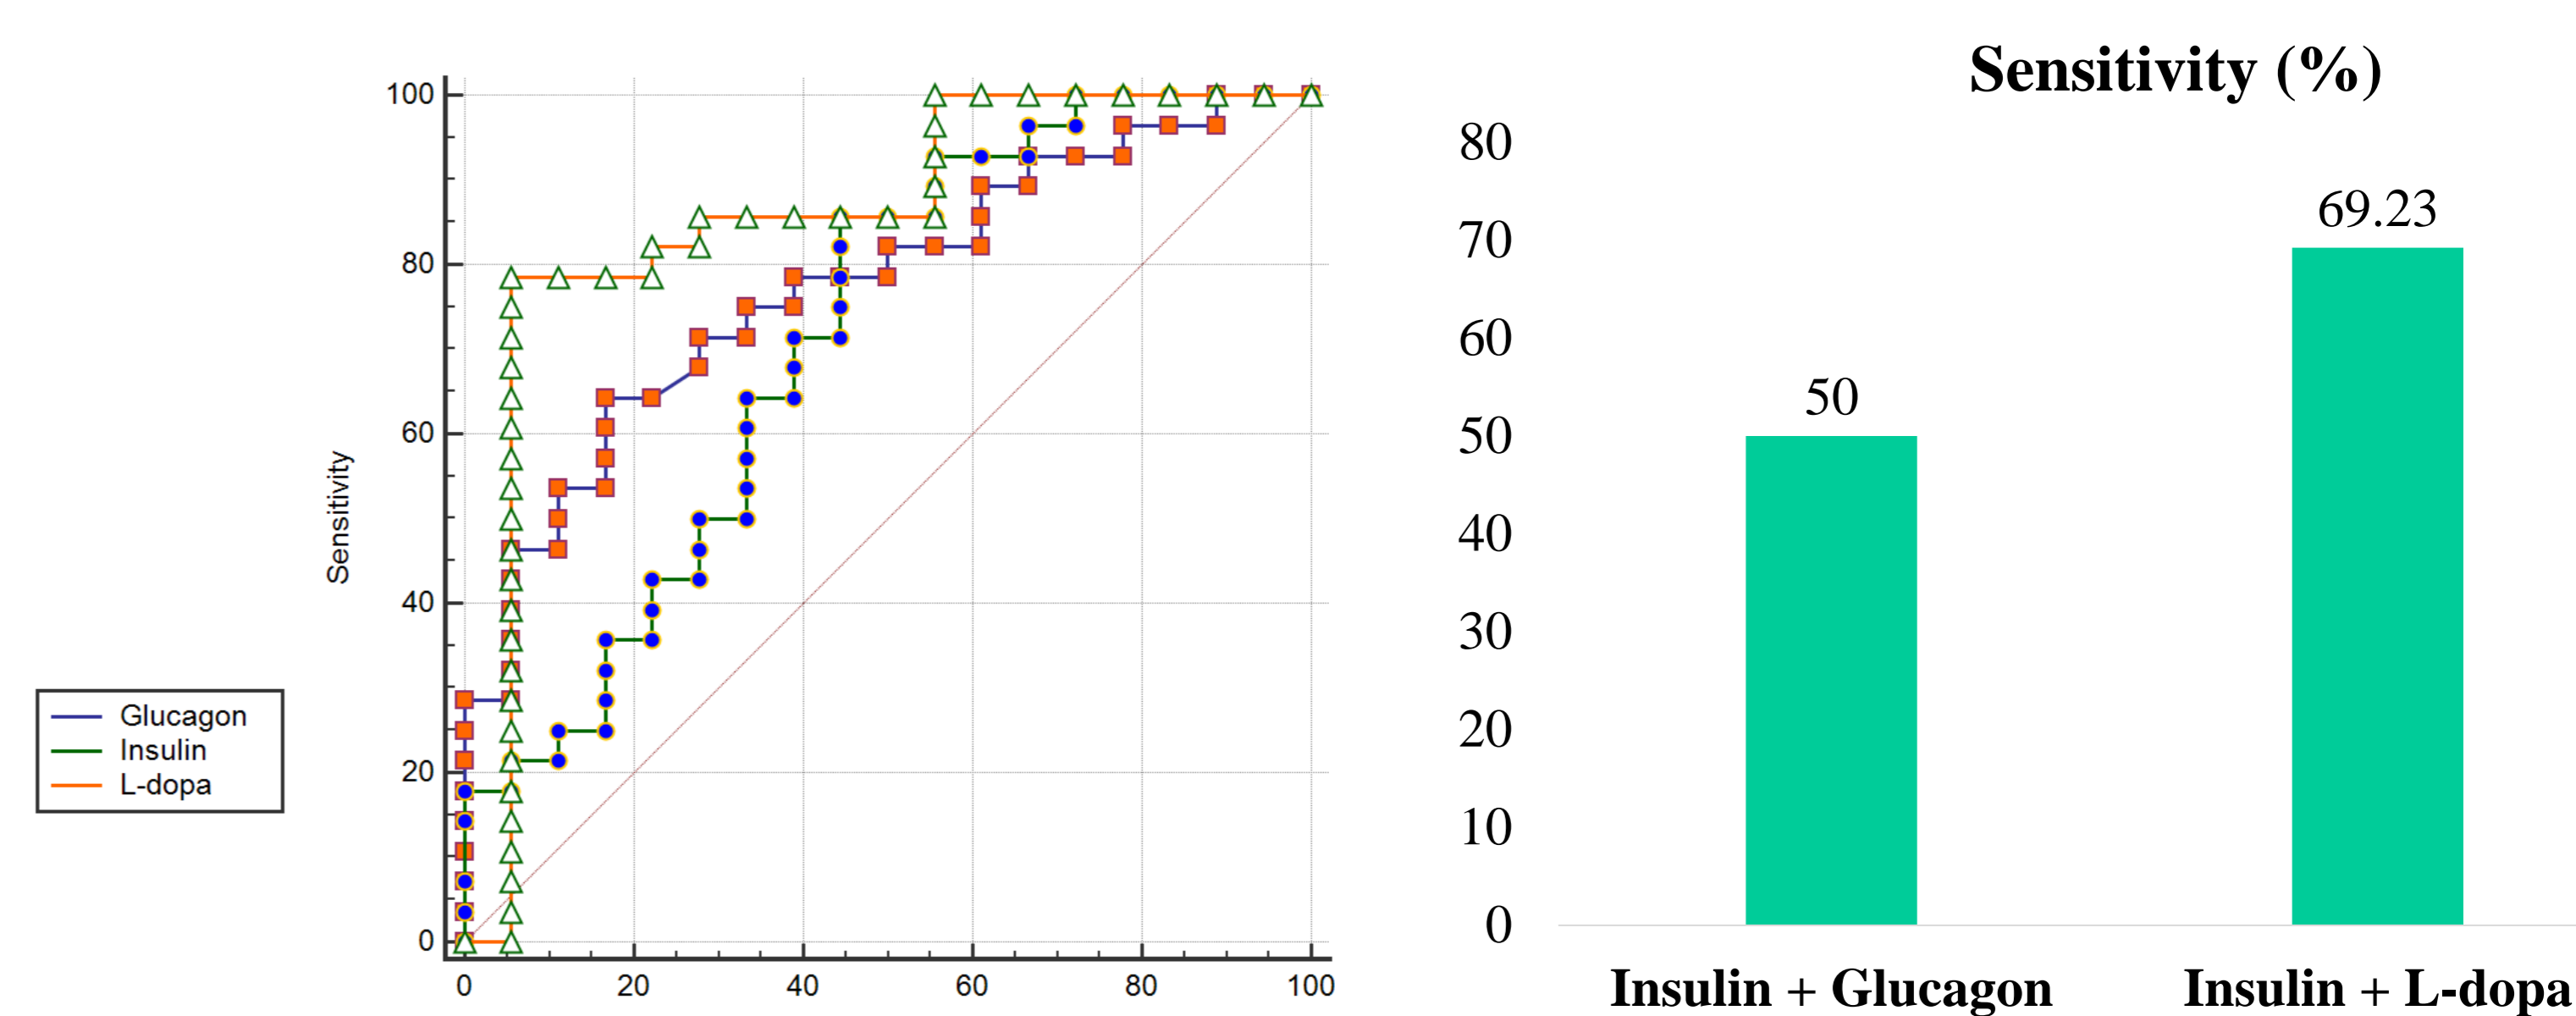 100
80
60
40
20
0
Sensitivity
0 20 40 60 80 100
Glucagon
Insulin
L-dopa
Sensitivity (%)
80
70
60
50
40
30
20
10
0
50
69.23
Insulin + Glucagon
Insulin + L-dopa